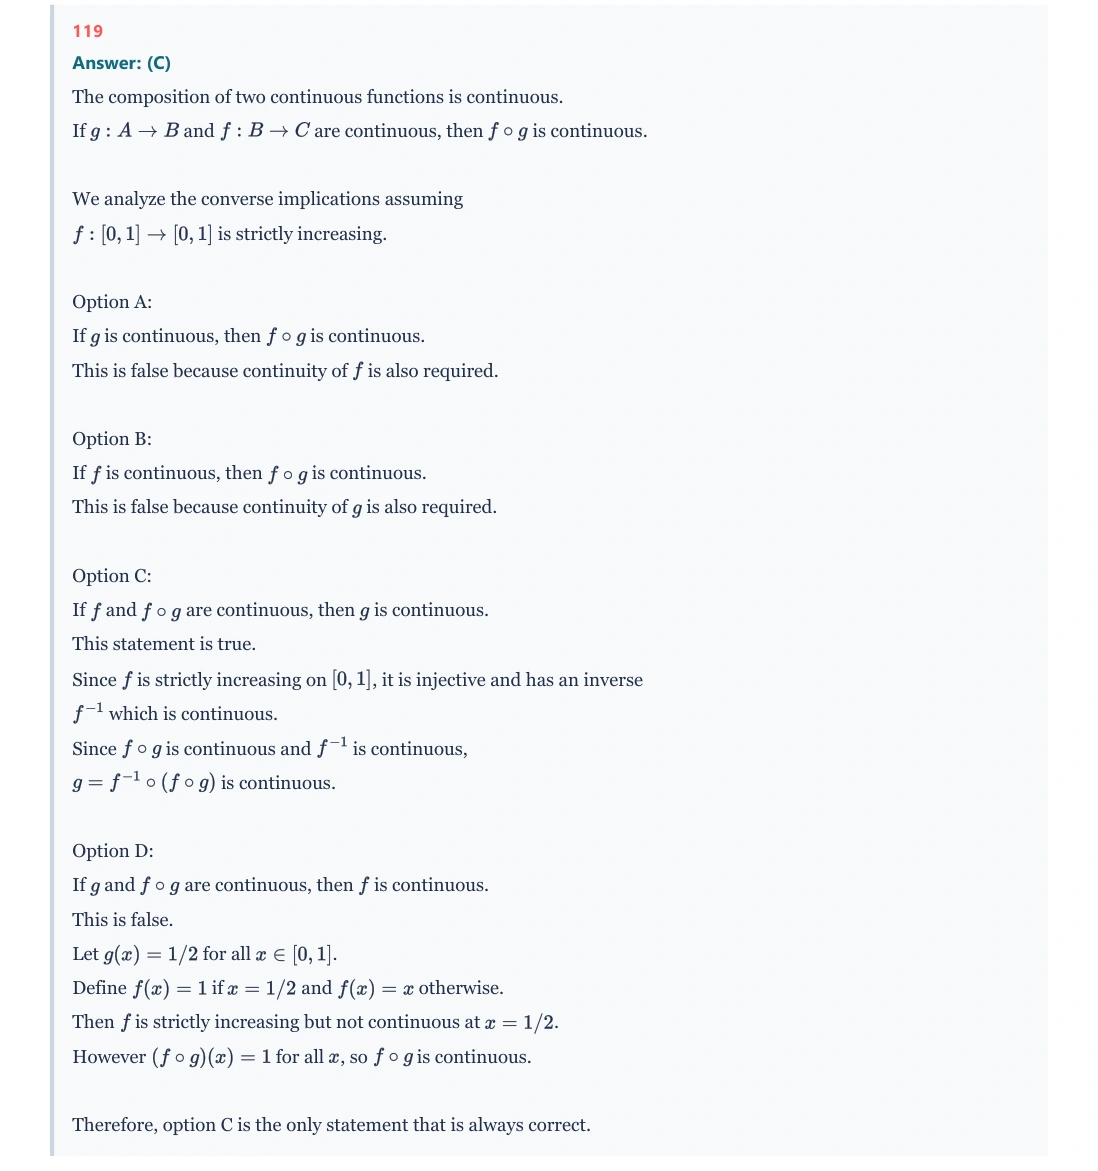 119
Answer: (C)
The composition of two continuous functions is continuous.
If g : A → B and f : B → C are continuous, then f ∘ g is continuous.
We analyze the converse implications assuming
f : [0, 1] → [0, 1] is strictly increasing.
Option A:
If g is continuous, then f ∘ g is continuous.
This is false because continuity of f is also required.
Option B:
If f is continuous, then f ∘ g is continuous.
This is false because continuity of g is also required.
Option C:
If f and f ∘ g are continuous, then g is continuous.
This statement is true.
Since f is strictly increasing on [0, 1], it is injective and has an inverse
f⁻¹ which is continuous.
Since f ∘ g is continuous and f⁻¹ is continuous,
g = f⁻¹ ∘ (f ∘ g) is continuous.
Option D:
If g and f ∘ g are continuous, then f is continuous.
This is false.
Let g(x) = 1/2 for all x ∈ [0, 1].
Define f(x) = 1 if x = 1/2 and f(x) = x otherwise.
Then f is strictly increasing but not continuous at x = 1/2.
However (f ∘ g)(x) = 1 for all x, so f ∘ g is continuous.
Therefore, option C is the only statement that is always correct.